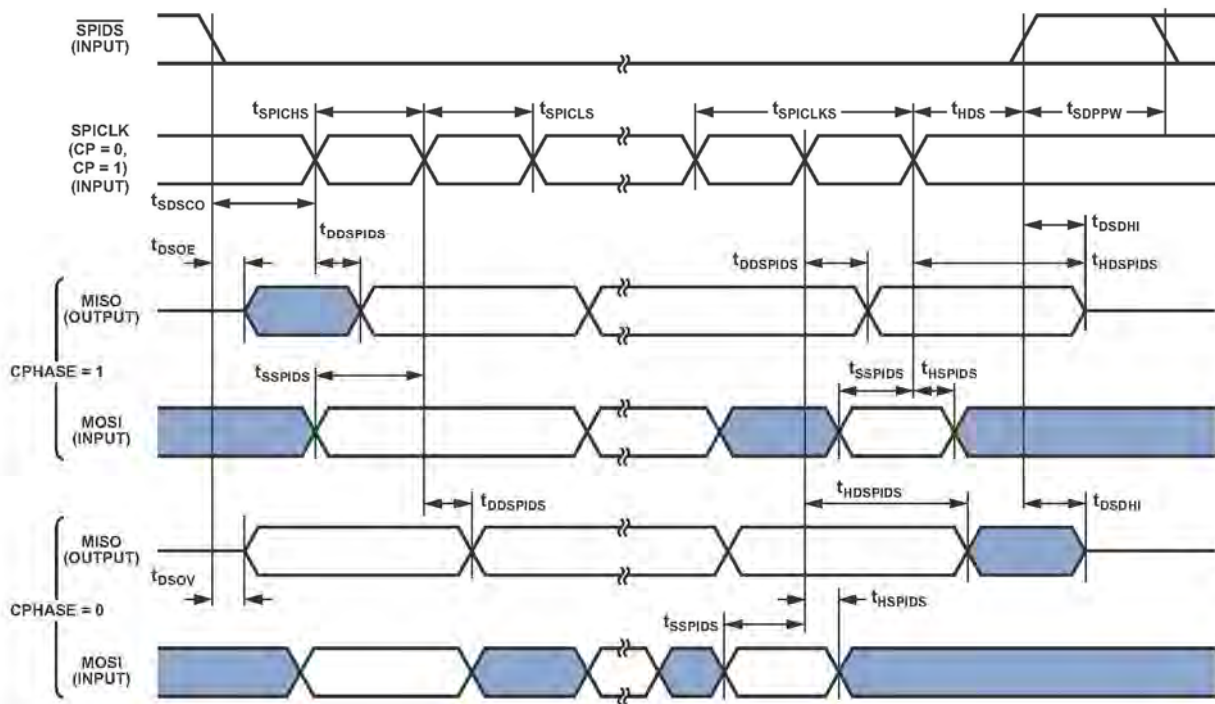 SPIDS
(INPUT)
tSPICHS
tSPICLS
tSPICLKS
tHDS
tSDPPW
SPICLK
(CP = 0,
CP = 1)
(INPUT)
tSDSCO
tDSOE
tDDSPIDS
tDDSPIDS
tDSDHI
tHDSPIDS
MISO
(OUTPUT)
CPHASE = 1
tSSPIDS
tSSPIDS
tHSPIDS
MOSI
(INPUT)
tDDSPIDS
tHDSPIDS
tDSDHI
MISO
(OUTPUT)
tDSOV
CPHASE = 0
tSSPIDS
tHSPIDS
MOSI
(INPUT)